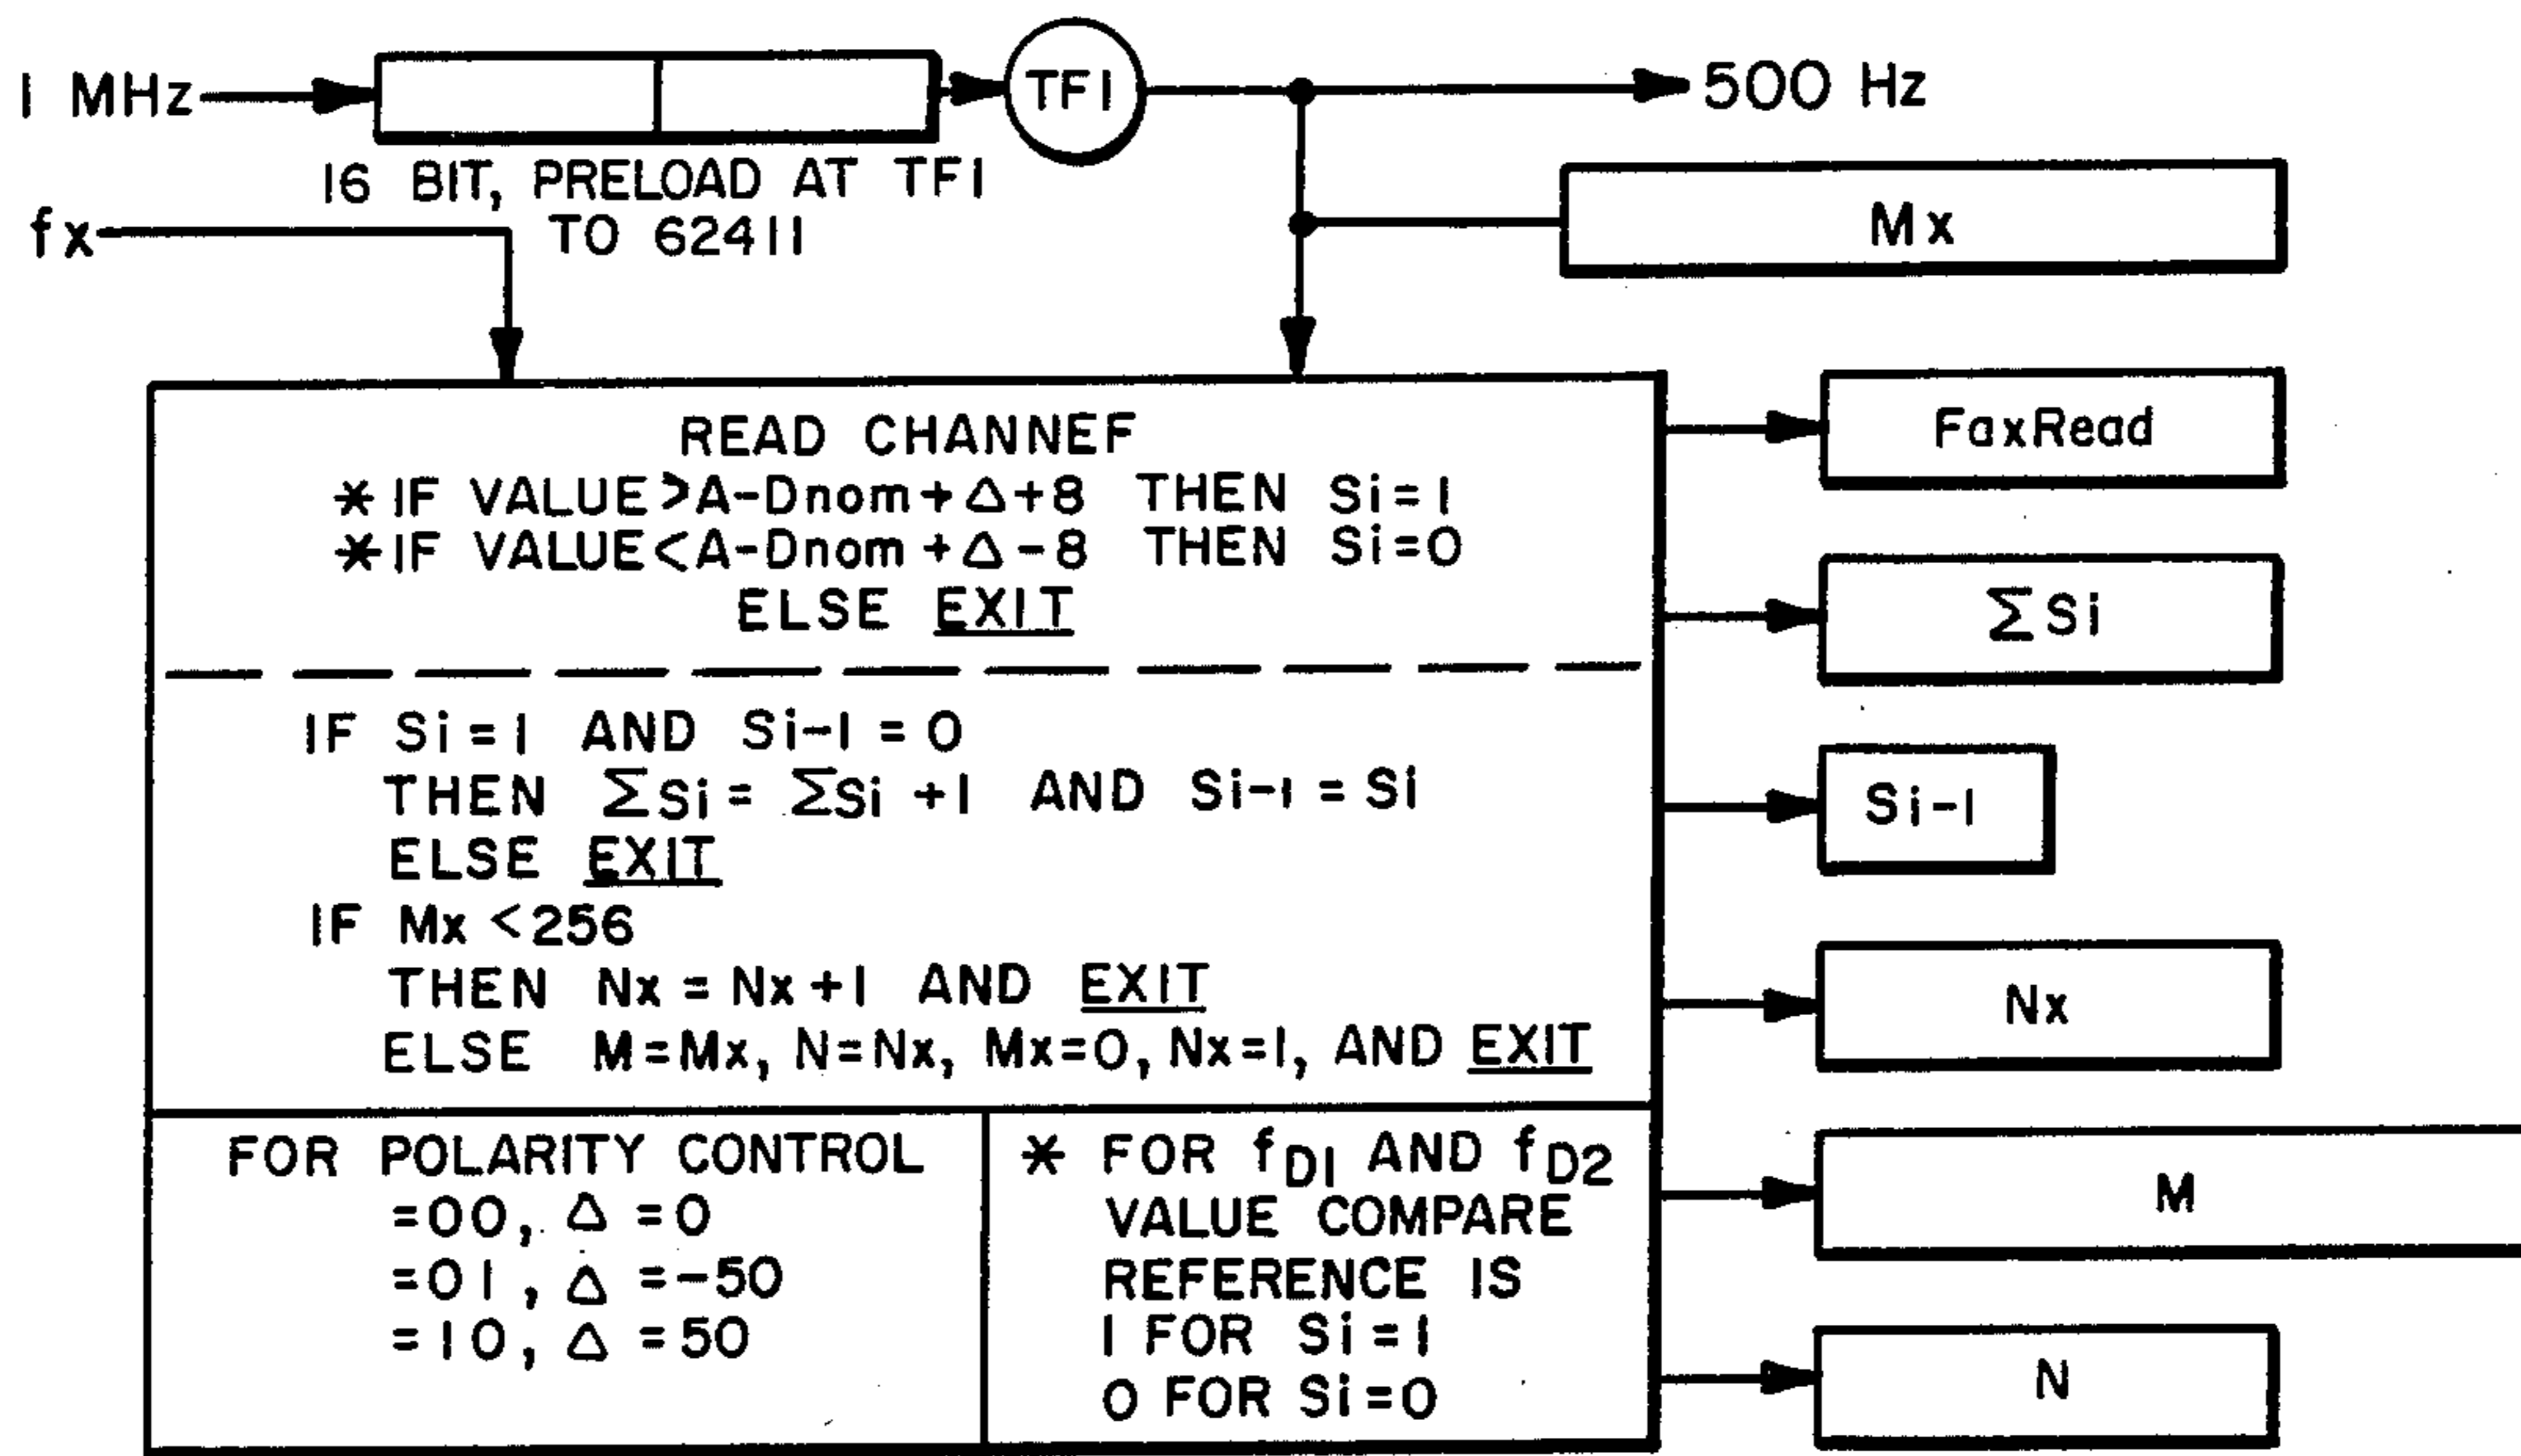 1 MHz
TF1
500 Hz
16 BIT, PRELOAD AT TF1
TO 62411
fx
Mx
READ CHANNEF
*IF VALUE>A-Dnom+Δ+8 THEN Si=1
*IF VALUE<A-Dnom+Δ-8 THEN Si=0
ELSE EXIT
IF Si=1 AND Si-1=0
THEN ΣSi= ΣSi+1 AND Si-1=Si
ELSE EXIT
IF Mx<256
THEN Nx=Nx+1 AND EXIT
ELSE M=Mx, N=Nx, Mx=0, Nx=1, AND EXIT
FOR POLARITY CONTROL
=00, Δ=0
=01, Δ=-50
=10, Δ=50
* FOR fD1 AND fD2
VALUE COMPARE
REFERENCE IS
1 FOR Si=1
0 FOR Si=0
FaxRead
ΣSi
Si-1
Nx
M
N